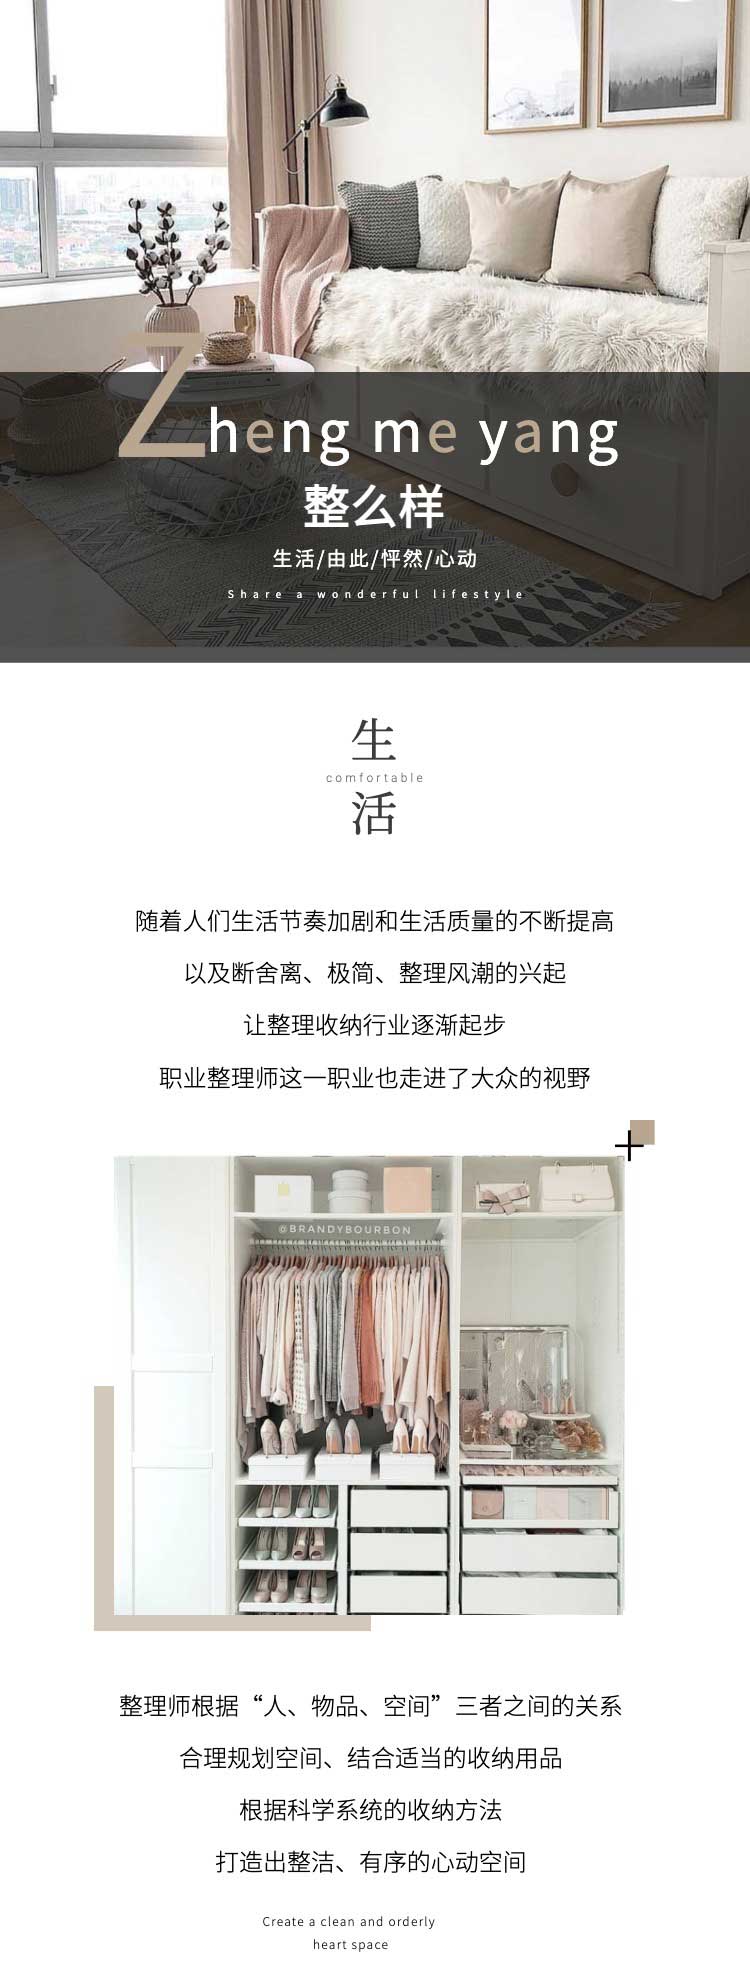 Zheng me yang
整么样
生活/由此/怦然/心动
Share a wonderful lifestyle
生
comfortable
活
随着人们生活节奏加剧和生活质量的不断提高
以及断舍离、极简、整理风潮的兴起
让整理收纳行业逐渐起步
职业整理师这一职业也走进了大众的视野
@BRANDYBOURBON
整理师根据“人、物品、空间”三者之间的关系
合理规划空间、结合适当的收纳用品
根据科学系统的收纳方法
打造出整洁、有序的心动空间
Create a clean and orderly
heart space